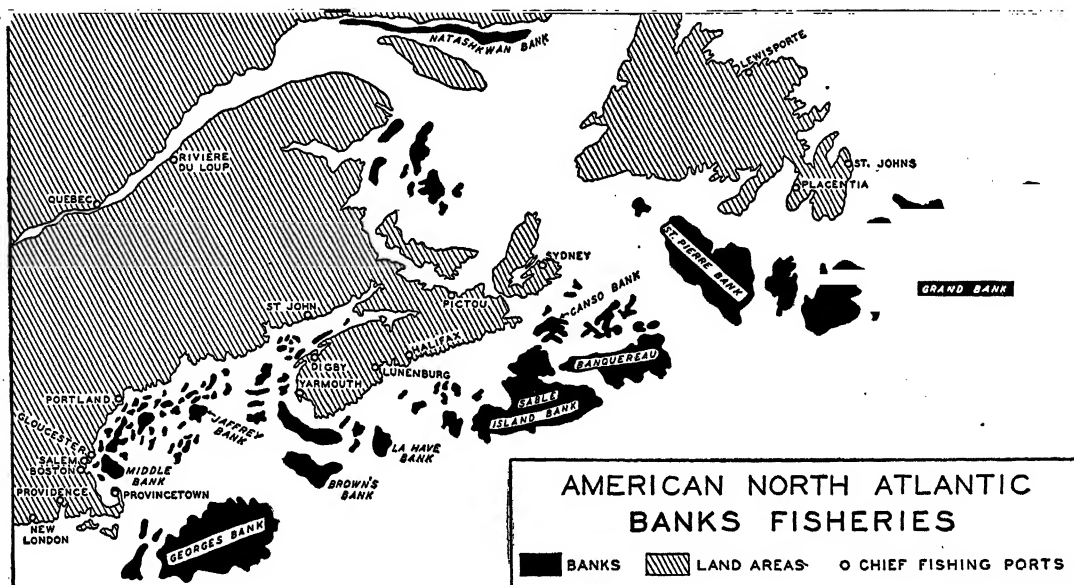 NATASHKWAN BANK
LEWISPORTE
RIVIERE
DU LOUP
ST. JOHNS
PLACENTIA
QUEBEC
SYDNEY
ST. PIERRE BANK
GRAND BANK
PICTOU
CANSO BANK
ST JOHN
HALIFAX
DIGBY
YARMOUTH
LUNENBURG
BANQUEREAU
SABLE
ISLAND BANK
PORTLAND
JAFFREY
BANK
GLOUCESTER
SALEM
BOSTON
LA HAVE
BANK
MIDDLE
BANK
BROWN'S
BANK
PROVIDENCE
PROVINCETOWN
NEW
LONDON
GEORGES BANK
AMERICAN NORTH ATLANTIC
BANKS FISHERIES
BANKS LAND AREAS CHIEF FISHING PORTS